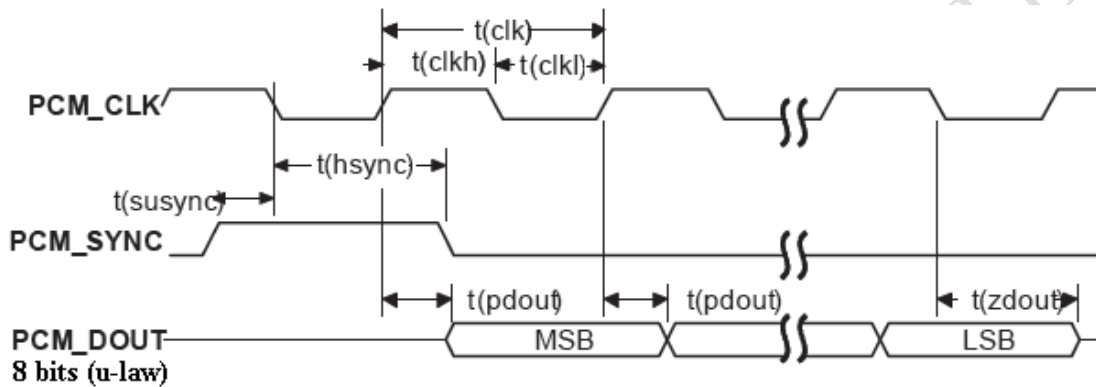 t(clk)
t(clkh) t(clkl)
PCM_CLK
t(hsync)
t(susync)
PCM_SYNC
t(pdout) t(pdout) t(zdout)
PCM_DOUT MSB LSB
8 bits (u-law)